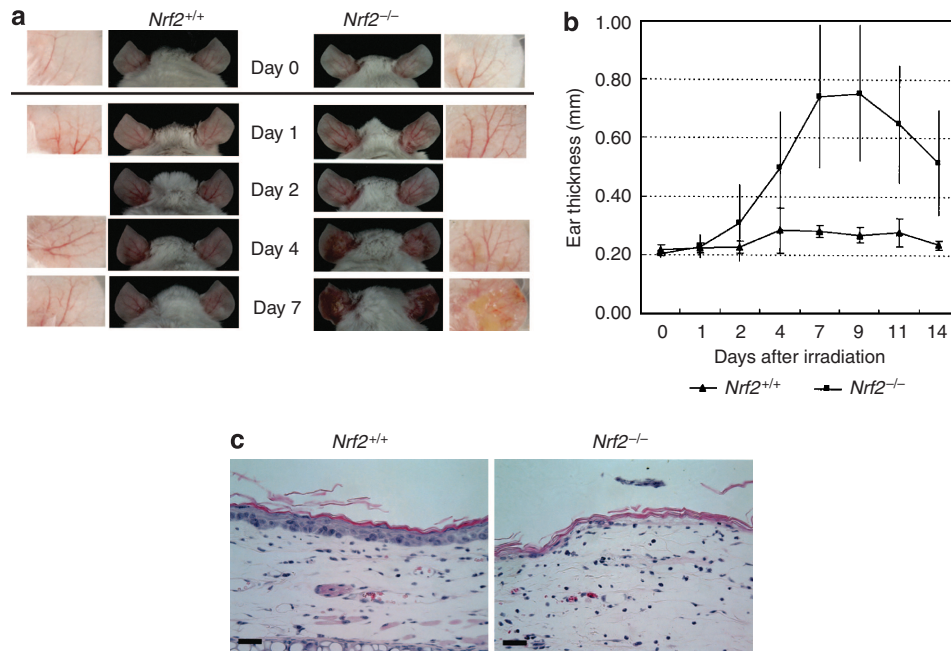 a
Nrf2+/+ Nrf2–/–
Day 0
Day 1
Day 2
Day 4
Day 7
b
Ear thickness (mm)
1.00
0.80
0.60
0.40
0.20
0.00
0 1 2 4 7 9 11 14
Days after irradiation
Nrf2+/+ Nrf2–/–
c
Nrf2+/+ Nrf2–/–